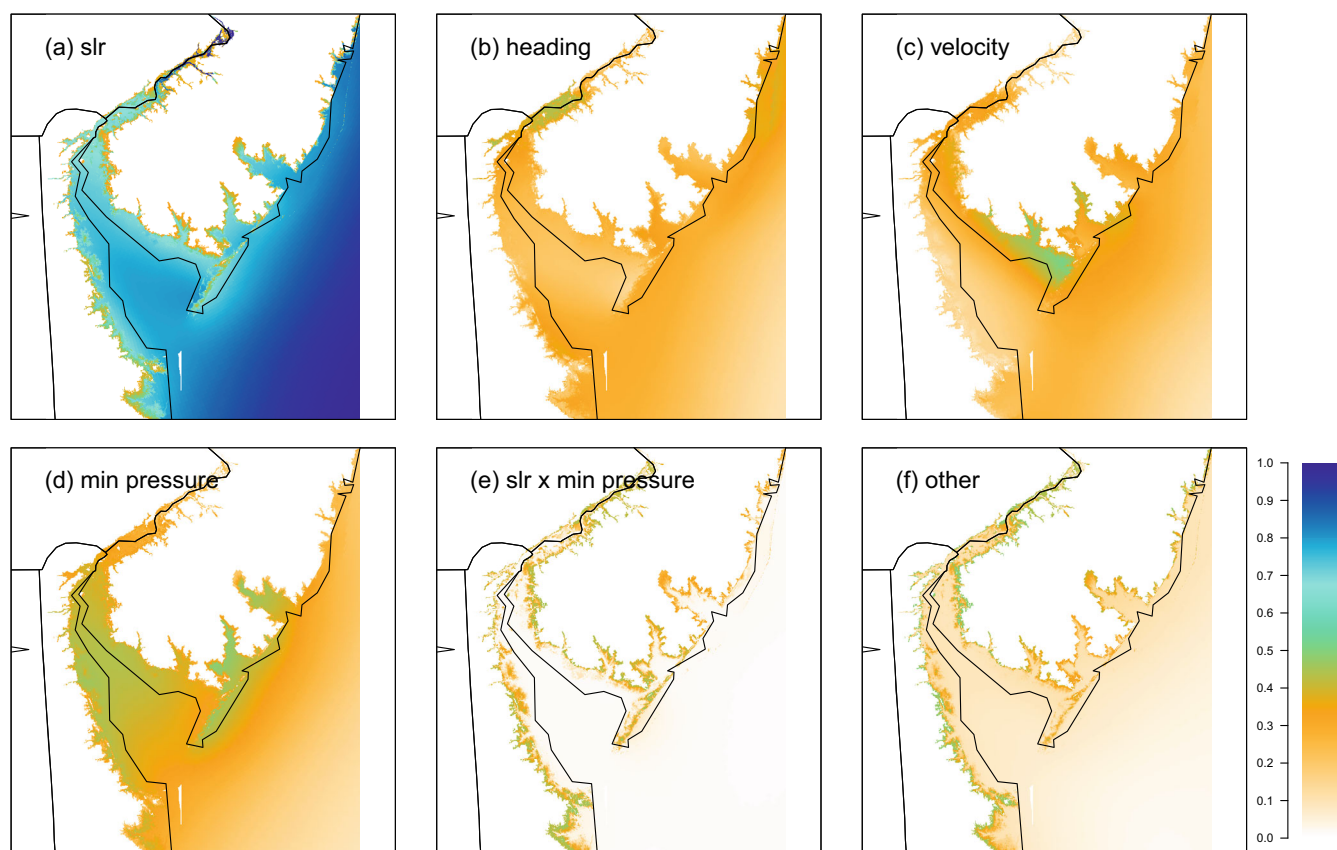 (a) slr
(b) heading
(c) velocity
(d) min pressure
(e) slr x min pressure
(f) other
1.0
0.9
0.8
0.7
0.6
0.5
0.4
0.3
0.2
0.1
0.0